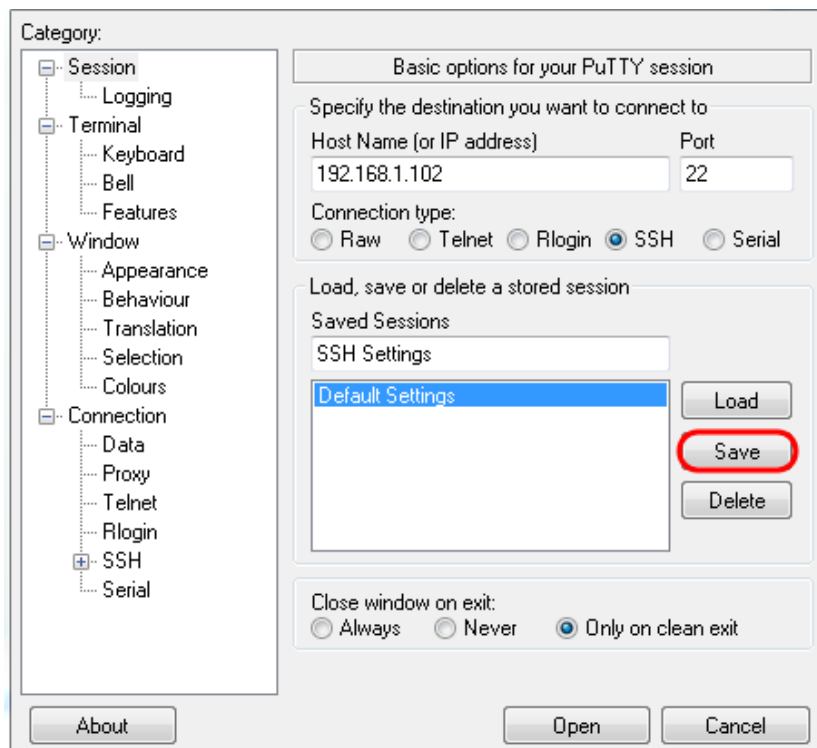 Category:
Session
Logging
Terminal
Keyboard
Bell
Features
Window
Appearance
Behaviour
Translation
Selection
Colours
Connection
Data
Proxy
Telnet
Rlogin
SSH
Serial
Basic options for your PuTTY session
Specify the destination you want to connect to
Host Name (or IP address) Port
192.168.1.102 22
Connection type:
Raw Telnet Rlogin SSH Serial
Load, save or delete a stored session
Saved Sessions
SSH Settings
Default Settings
Load
Save
Delete
Close window on exit:
Always Never Only on clean exit
About Open Cancel